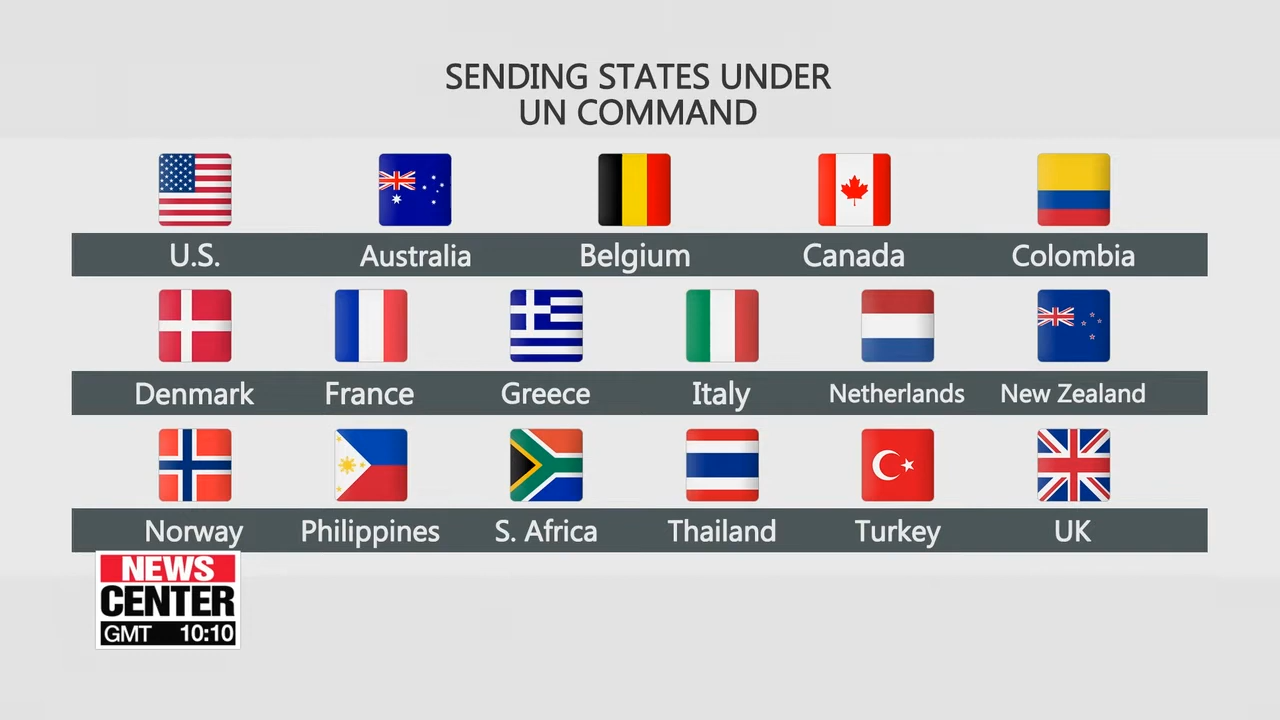 SENDING STATES UNDER
UN COMMAND
U.S. Australia Belgium Canada Colombia
Denmark France Greece Italy Netherlands New Zealand
Norway Philippines S. Africa Thailand Turkey UK
NEWS
CENTER
GMT 10:10